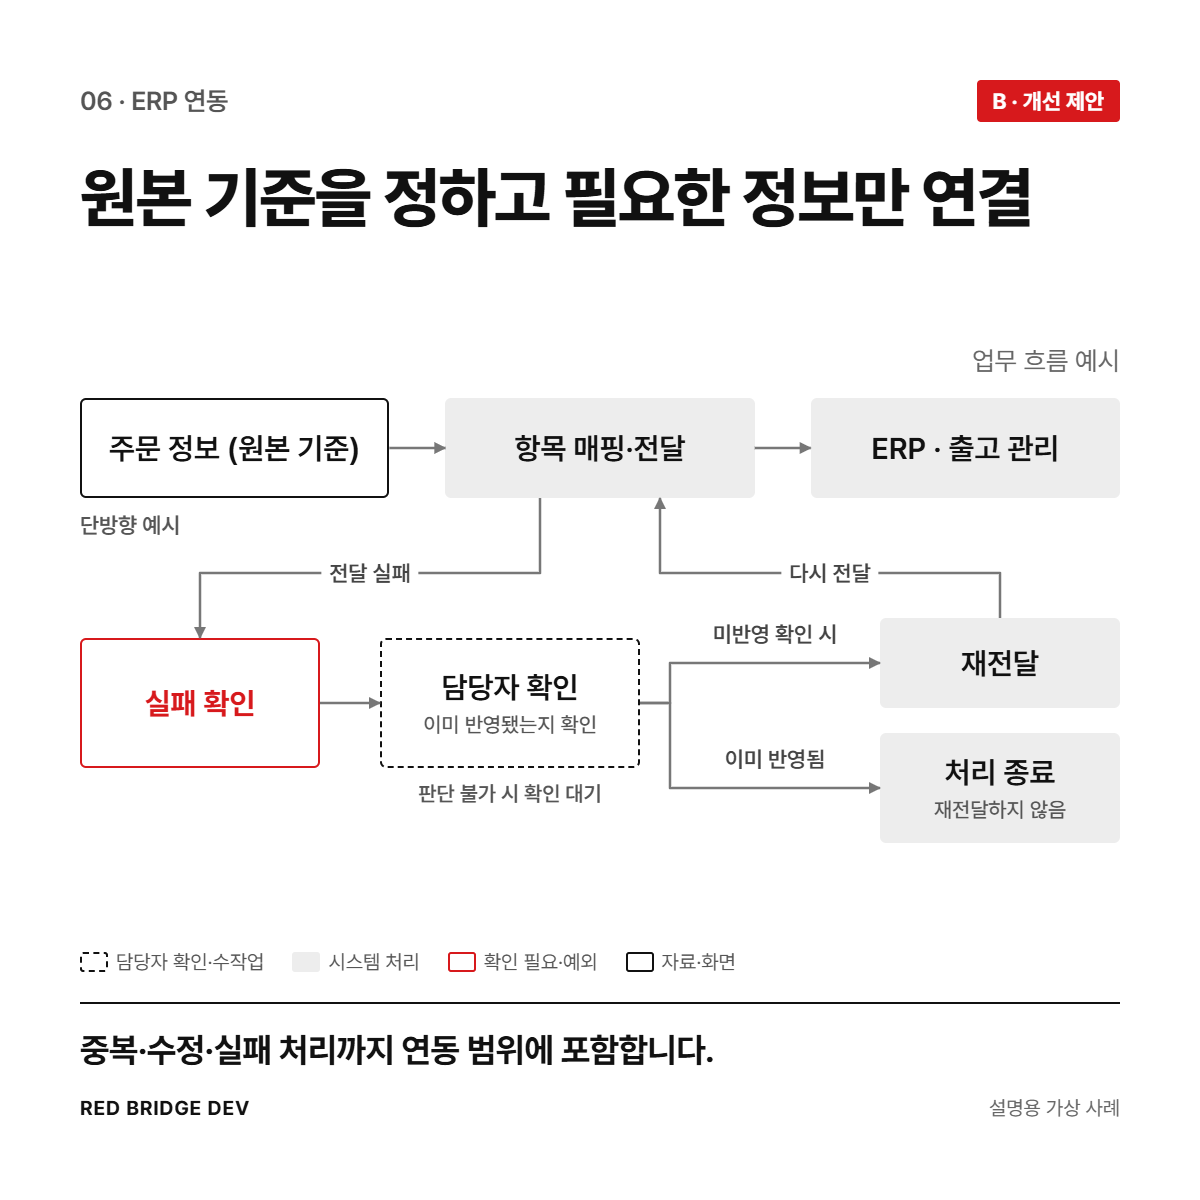 06 · ERP 연동
B · 개선 제안
원본 기준을 정하고 필요한 정보만 연결
업무 흐름 예시
주문 정보 (원본 기준)
항목 매핑·전달
ERP · 출고 관리
단방향 예시
전달 실패
다시 전달
실패 확인
담당자 확인
이미 반영됐는지 확인
판단 불가 시 확인 대기
미반영 확인 시
재전달
이미 반영됨
처리 종료
재전달하지 않음
담당자 확인·수작업
시스템 처리
확인 필요·예외
자료·화면
중복·수정·실패 처리까지 연동 범위에 포함합니다.
RED BRIDGE DEV
설명용 가상 사례